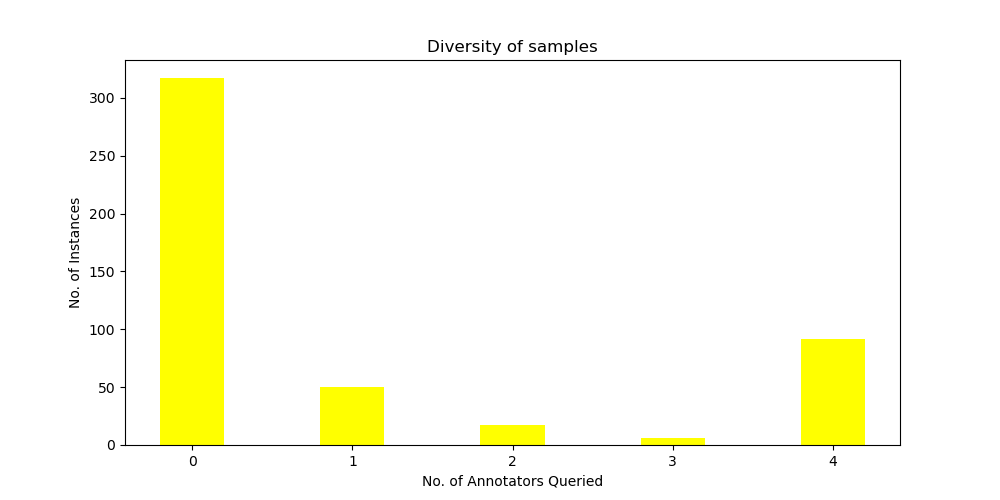 Diversity of samples
No. of Instances
300
250
200
150
100
50
0
0 1 2 3 4
No. of Annotators Queried